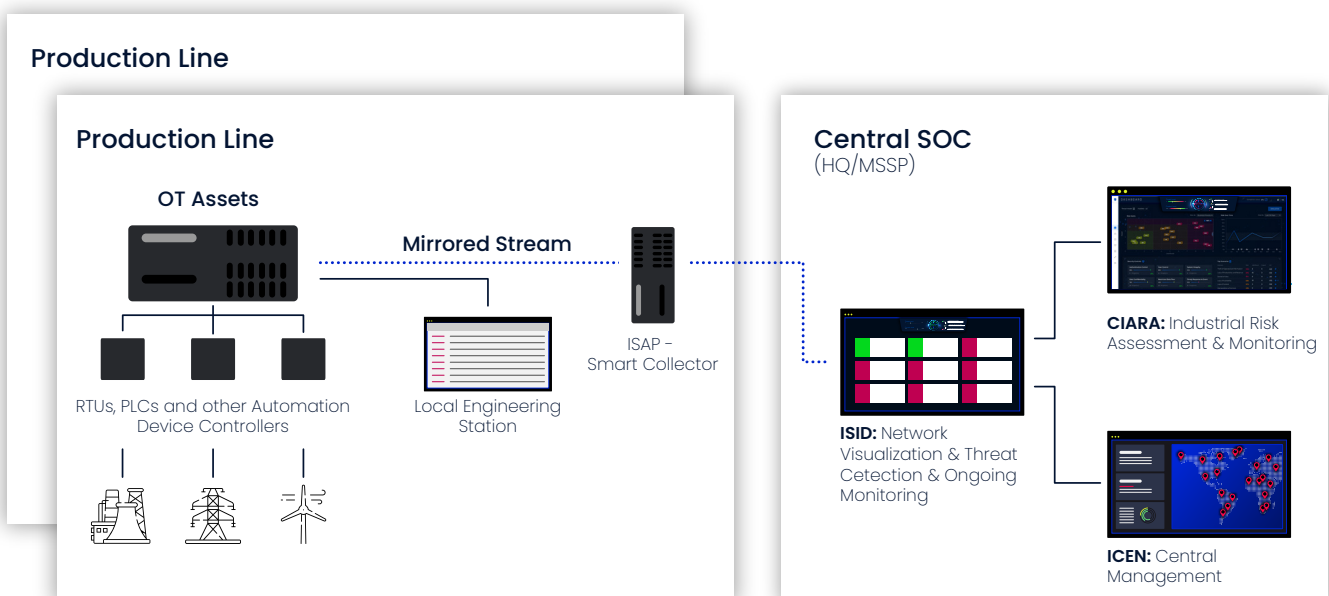 Production Line
Production Line
OT Assets
Mirrored Stream
ISAP -
Smart Collector
RTUs, PLCs and other Automation
Device Controllers
Local Engineering
Station
Central SOC
(HQ/MSSP)
ISID: Network
Visualization & Threat
Cetection & Ongoing
Monitoring
CIARA: Industrial Risk
Assessment & Monitoring
ICEN: Central
Management